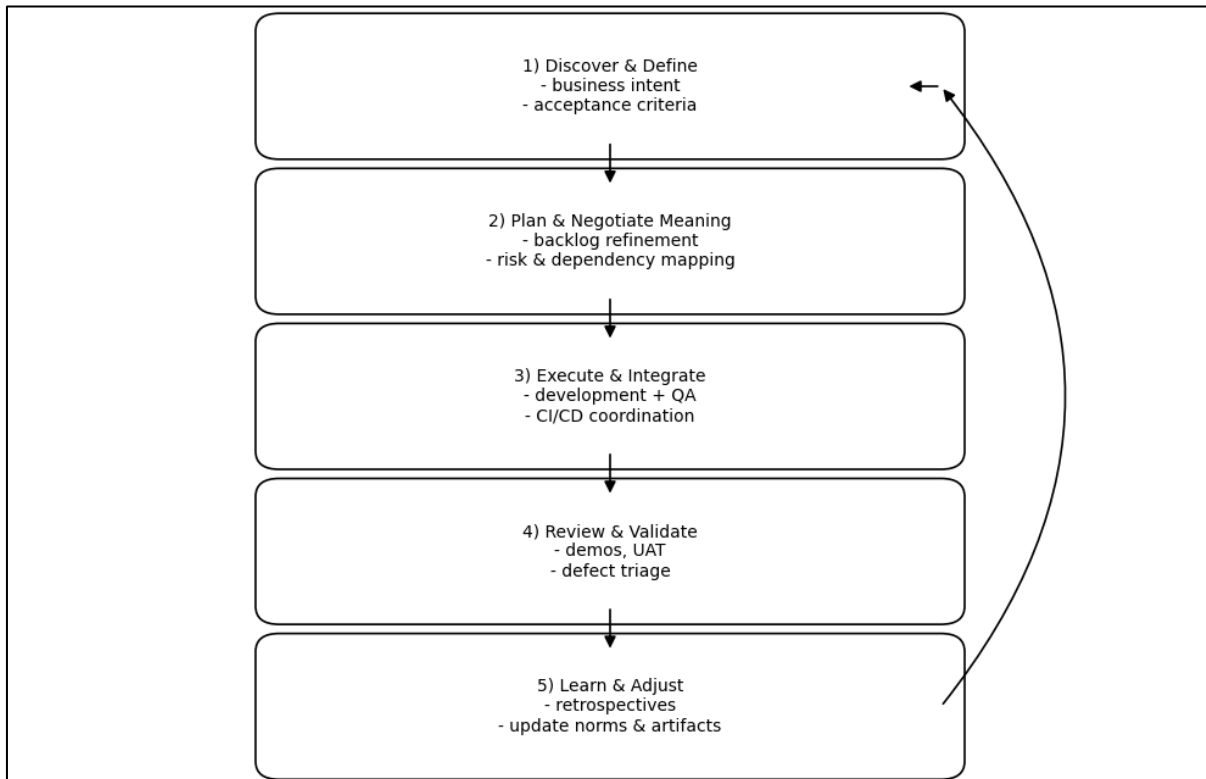 1) Discover & Define
- business intent
- acceptance criteria
2) Plan & Negotiate Meaning
- backlog refinement
- risk & dependency mapping
3) Execute & Integrate
- development + QA
- CI/CD coordination
4) Review & Validate
- demos, UAT
- defect triage
5) Learn & Adjust
- retrospectives
- update norms & artifacts